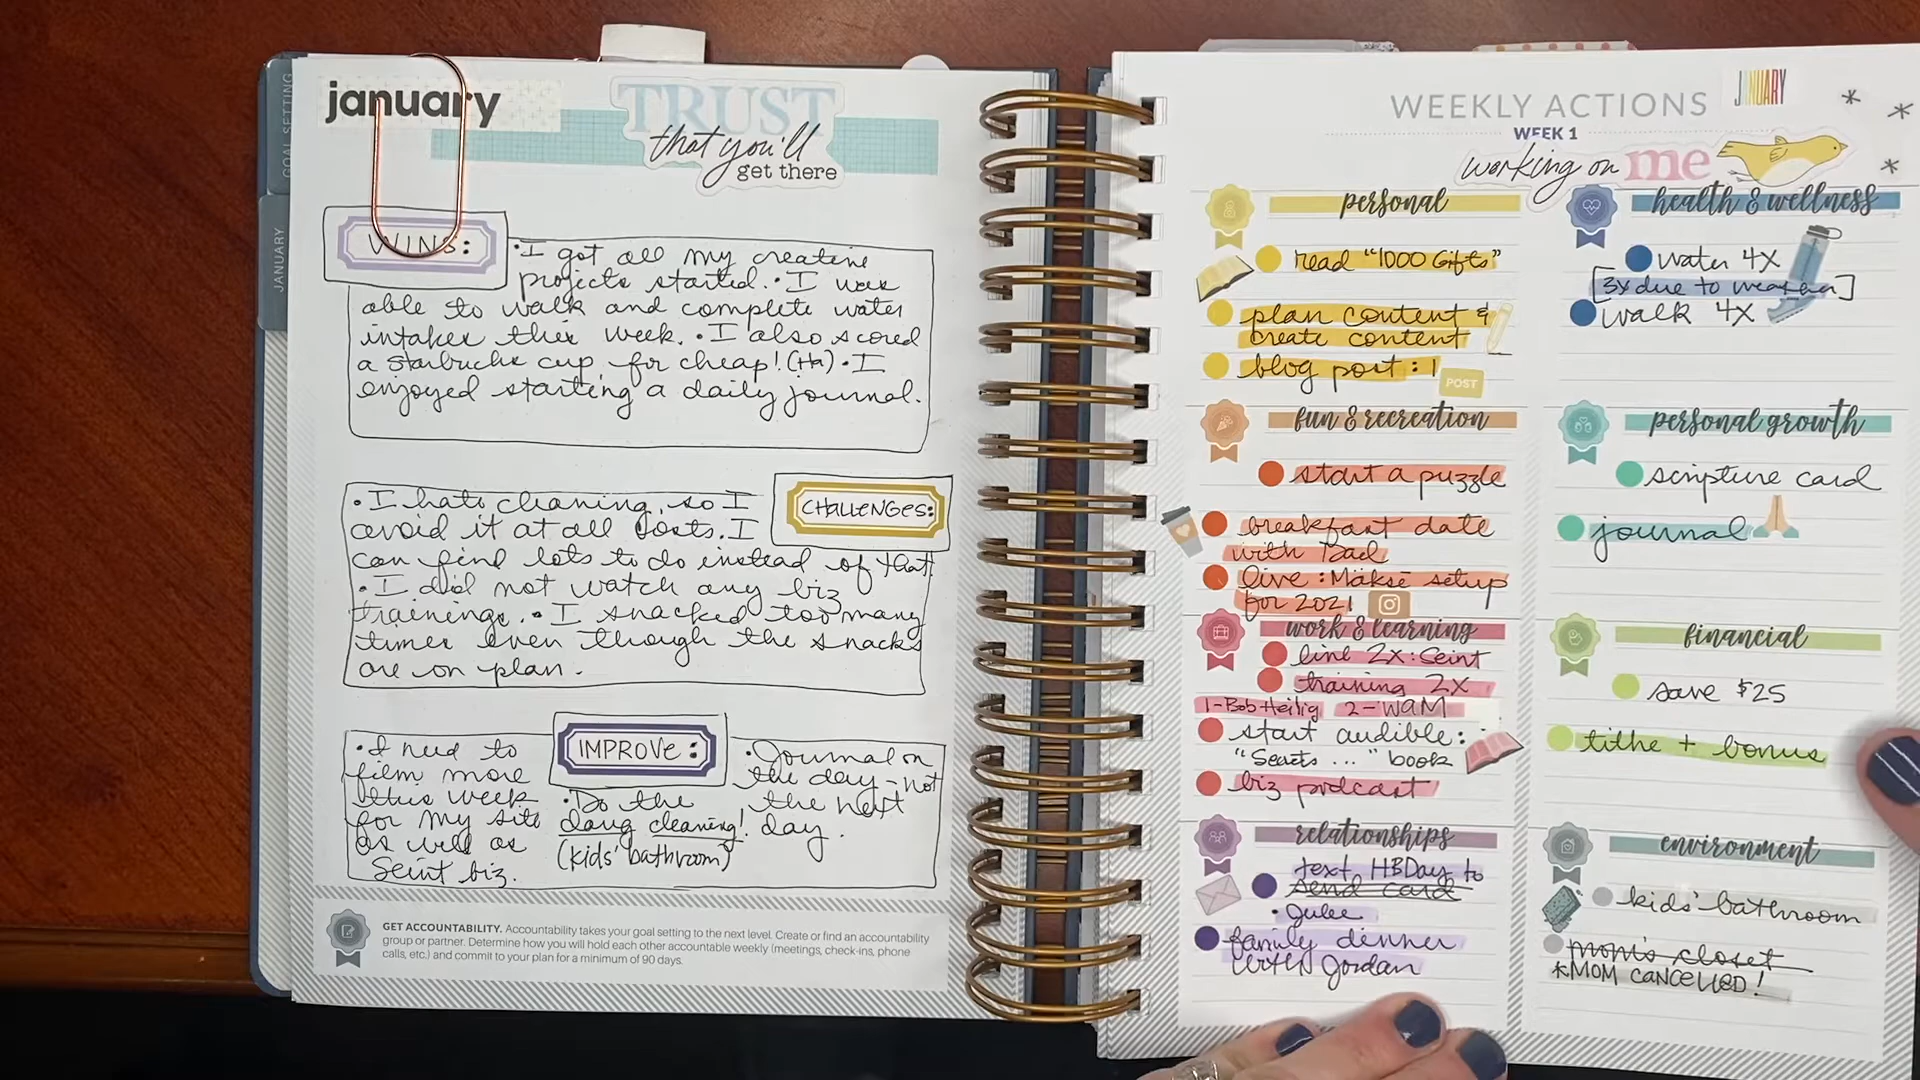 GOAL SETTING
JANUARY
january
TRUST
that you'll
get there
WINS:
• I got all my creative
projects started. • I was
able to walk and complete water
intakes this week. • I also scored
a starbucks cup for cheap! (Ha) • I
enjoyed starting a daily journal.
CHALLENGES:
• I hate cleaning, so I
avoid it at all costs. I
can find lots to do instead of that.
• I did not watch any biz
trainings. • I snacked too many
times even though the snacks
are on plan.
IMPROVE:
• I need to
film more
this week
for my site
as well as
Seint biz.
• Do the
dang cleaning!
(kids' bathroom)
• Journal on
the day - not
the next
day.
GET ACCOUNTABILITY. Accountability takes your goal setting to the next level. Create or find an accountability
group or partner. Determine how you will hold each other accountable weekly (meetings, check-ins, phone
calls, etc.) and commit to your plan for a minimum of 90 days.
WEEKLY ACTIONS
JANUARY
WEEK 1
working on me
personal
read "1000 Gifts"
plan content &
create content
blog post : 1
POST
fun & recreation
start a puzzle
breakfast date
with Dad
live : Mäkse setup
for 2021
work & learning
line 2X: Seint
training 2X
1-Bob Heilig 2-WAM
start audible:
"Secrets ..." book
biz podcast
relationships
text HBDay to
send card
• Julee
family dinner
with Jordan
health & wellness
water 4X
[3x due to weather]
walk 4X
personal growth
scripture card
journal
financial
save $25
tithe + bonus
environment
kids' bathroom
mom's closet
*MOM CANCELLED!